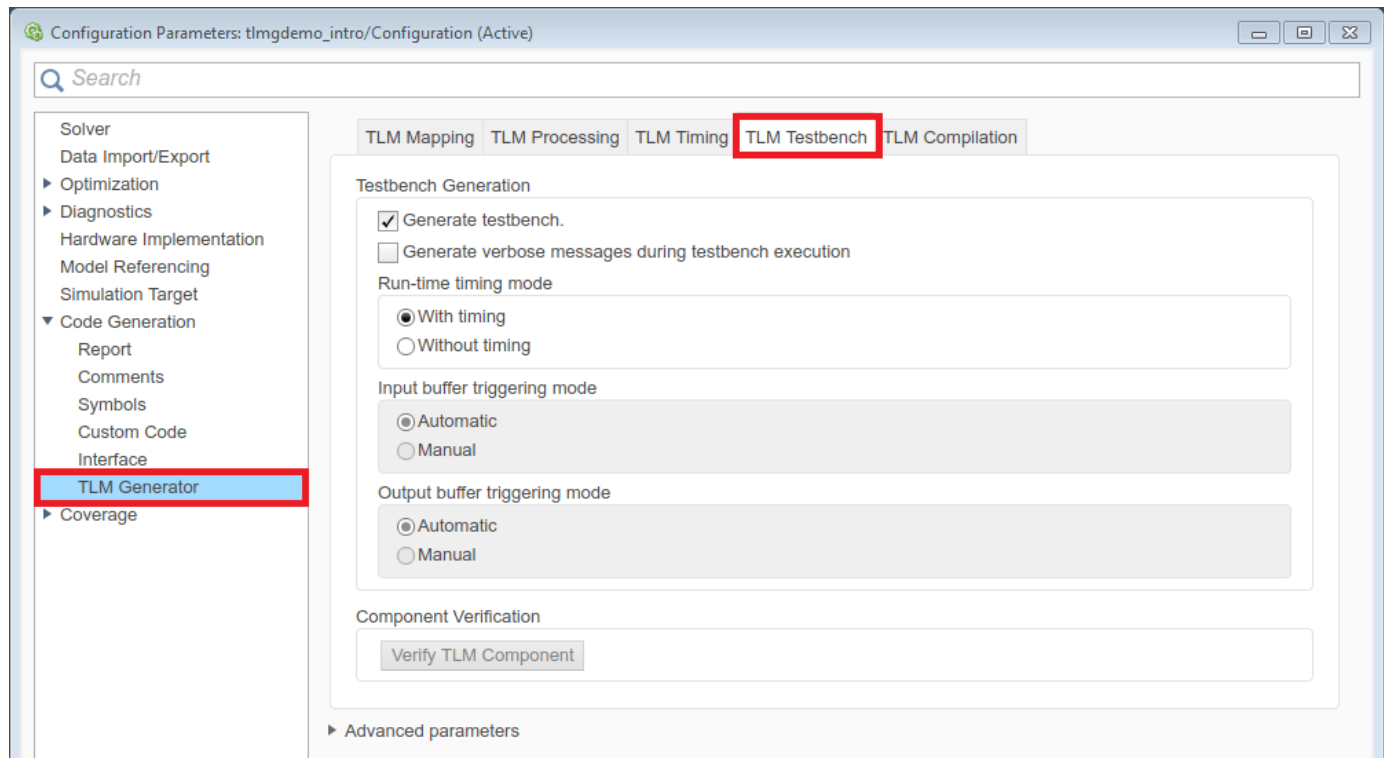 Configuration Parameters: tlmgdemo_intro/Configuration (Active)
Search
Solver
Data Import/Export
Optimization
Diagnostics
Hardware Implementation
Model Referencing
Simulation Target
Code Generation
Report
Comments
Symbols
Custom Code
Interface
TLM Generator
Coverage
TLM Mapping TLM Processing TLM Timing TLM Testbench TLM Compilation
Testbench Generation
Generate testbench.
Generate verbose messages during testbench execution
Run-time timing mode
With timing
Without timing
Input buffer triggering mode
Automatic
Manual
Output buffer triggering mode
Automatic
Manual
Component Verification
Verify TLM Component
Advanced parameters